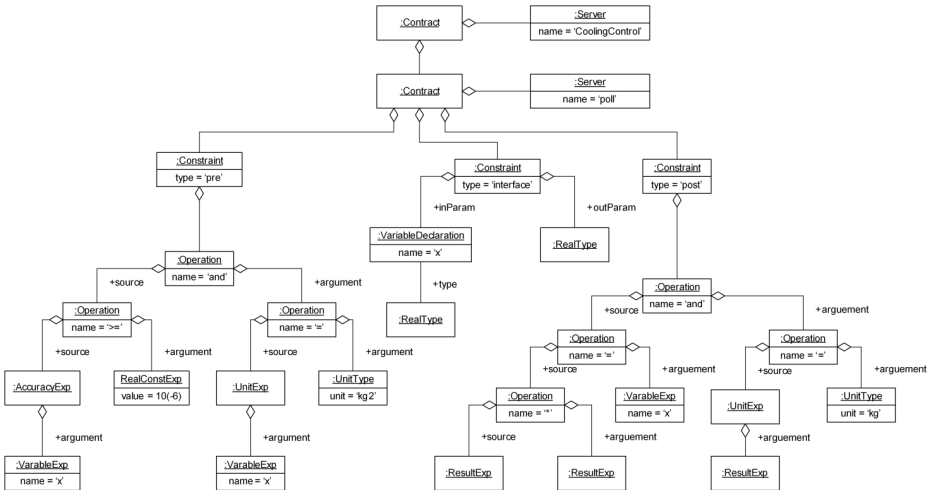 :Contract
:Server
name = ‘CoolingControl’
:Contract
:Server
name = ‘poll’
:Constraint
type = ‘pre’
:Constraint
type = ‘interface’
:Constraint
type = ‘post’
+inParam
+outParam
:VariableDeclaration
name = ‘x’
:RealType
+type
:RealType
:Operation
name = ‘and’
+source
+argument
:Operation
name = ‘>=’
:Operation
name = ‘=’
+source
+argument
+source
+argument
:AccuracyExp
RealConstExp
value = 10(-6)
:UnitExp
:UnitType
unit = ‘kg2’
+argument
+argument
:VarableExp
name = ‘x’
:VarableExp
name = ‘x’
:Operation
name = ‘and’
+source
+arguement
:Operation
name = ‘=’
:Operation
name = ‘=’
+source
+arguement
+source
+arguement
:Operation
name = ‘*’
:VarableExp
name = ‘x’
:UnitExp
:UnitType
unit = ‘kg’
+source
+arguement
+arguement
:ResultExp
:ResultExp
:ResultExp